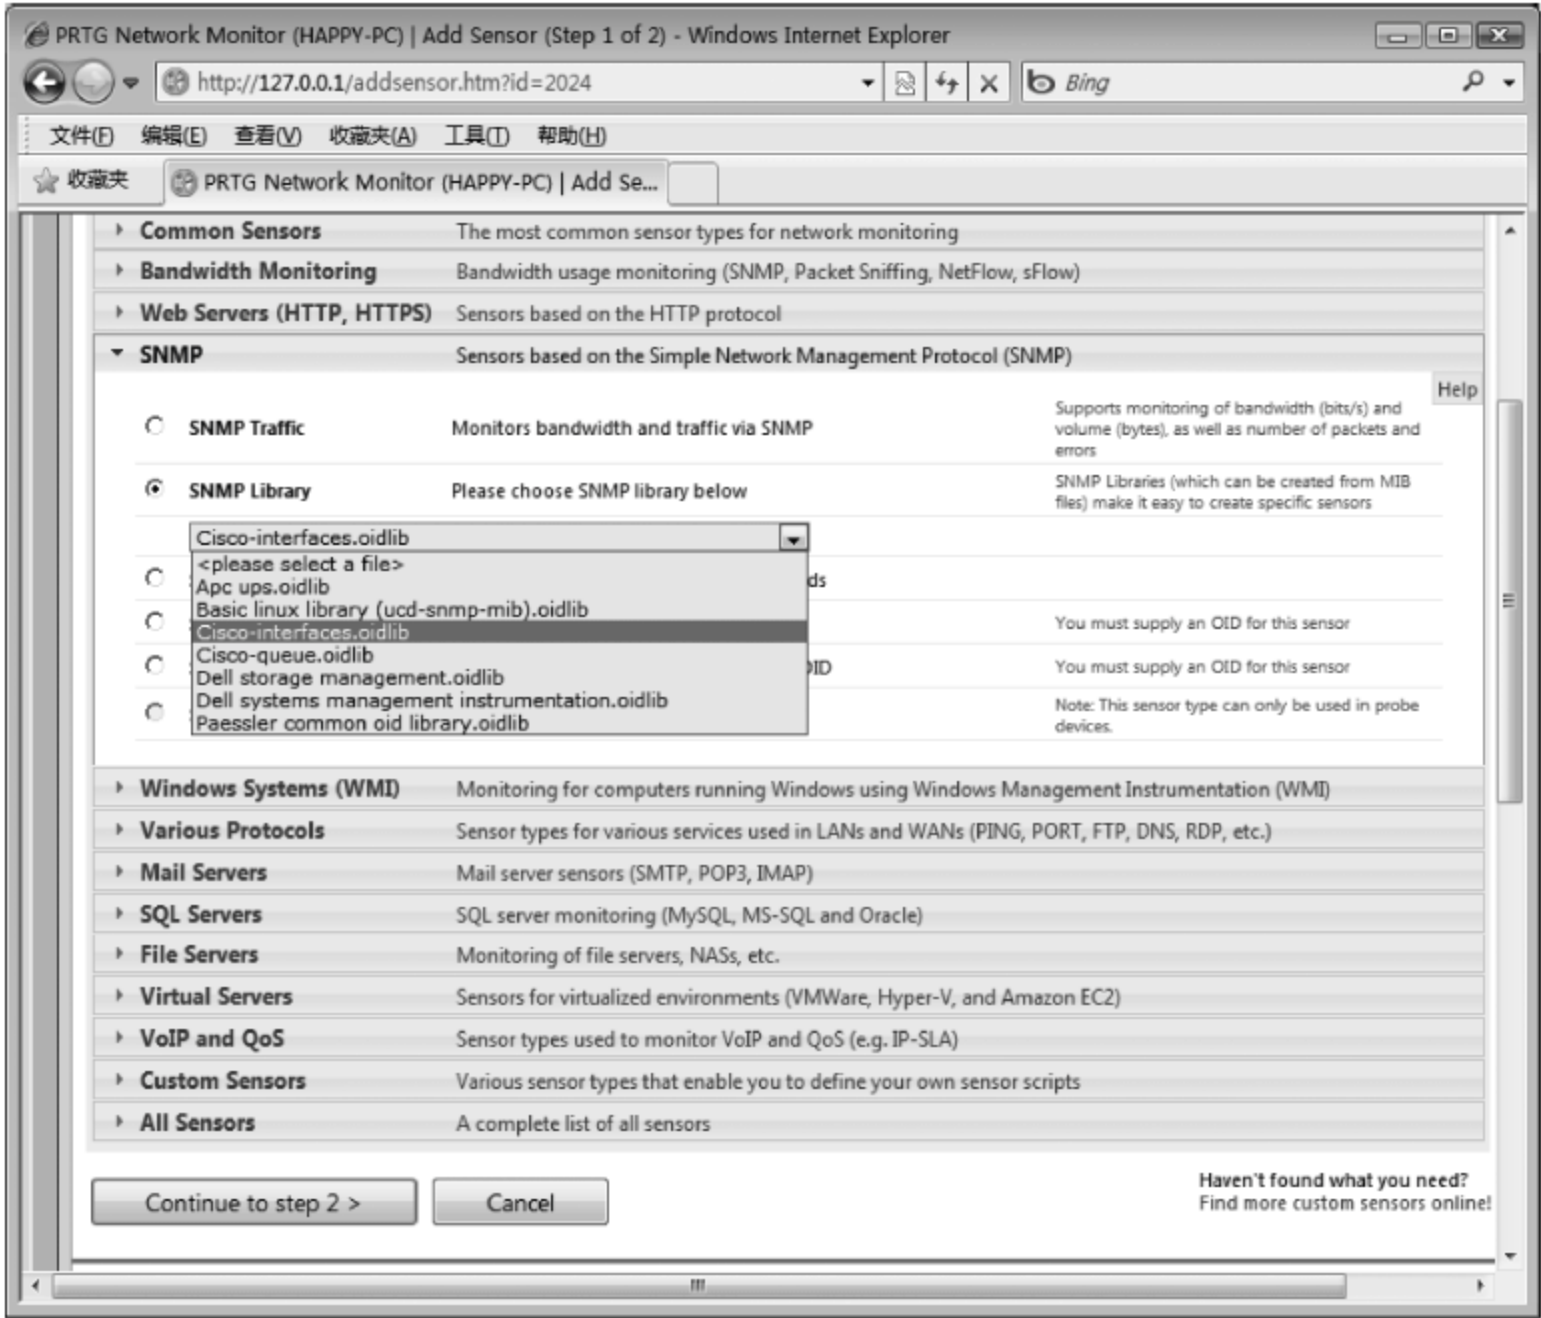 PRTG Network Monitor (HAPPY-PC) | Add Sensor (Step 1 of 2) - Windows Internet Explorer
http://127.0.0.1/addsensor.htm?id=2024
Bing
文件(F) 编辑(E) 查看(V) 收藏夹(A) 工具(T) 帮助(H)
收藏夹
PRTG Network Monitor (HAPPY-PC) | Add Se...
Common Sensors The most common sensor types for network monitoring
Bandwidth Monitoring Bandwidth usage monitoring (SNMP, Packet Sniffing, NetFlow, sFlow)
Web Servers (HTTP, HTTPS) Sensors based on the HTTP protocol
SNMP Sensors based on the Simple Network Management Protocol (SNMP)
Help
SNMP Traffic Monitors bandwidth and traffic via SNMP
Supports monitoring of bandwidth (bits/s) and
volume (bytes), as well as number of packets and
errors
SNMP Library Please choose SNMP library below
SNMP Libraries (which can be created from MIB
files) make it easy to create specific sensors
Cisco-interfaces.oidlib
<please select a file>
Apc ups.oidlib
Basic linux library (ucd-snmp-mib).oidlib
Cisco-interfaces.oidlib
Cisco-queue.oidlib
Dell storage management.oidlib
Dell systems management instrumentation.oidlib
Paessler common oid library.oidlib
ds
You must supply an OID for this sensor
OID
You must supply an OID for this sensor
Note: This sensor type can only be used in probe
devices.
Windows Systems (WMI) Monitoring for computers running Windows using Windows Management Instrumentation (WMI)
Various Protocols Sensor types for various services used in LANs and WANs (PING, PORT, FTP, DNS, RDP, etc.)
Mail Servers Mail server sensors (SMTP, POP3, IMAP)
SQL Servers SQL server monitoring (MySQL, MS-SQL and Oracle)
File Servers Monitoring of file servers, NASs, etc.
Virtual Servers Sensors for virtualized environments (VMWare, Hyper-V, and Amazon EC2)
VoIP and QoS Sensor types used to monitor VoIP and QoS (e.g. IP-SLA)
Custom Sensors Various sensor types that enable you to define your own sensor scripts
All Sensors A complete list of all sensors
Continue to step 2 >
Cancel
Haven't found what you need?
Find more custom sensors online!